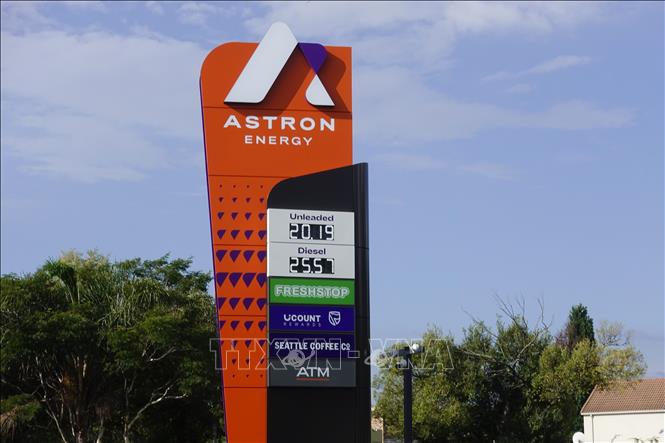 ASTRON
ENERGY
Unleaded
20.19
Diesel
25.57
FRESHSTOP
UCOUNT
REWARDS
SEATTLE COFFEE Co
ATM
TTXVN